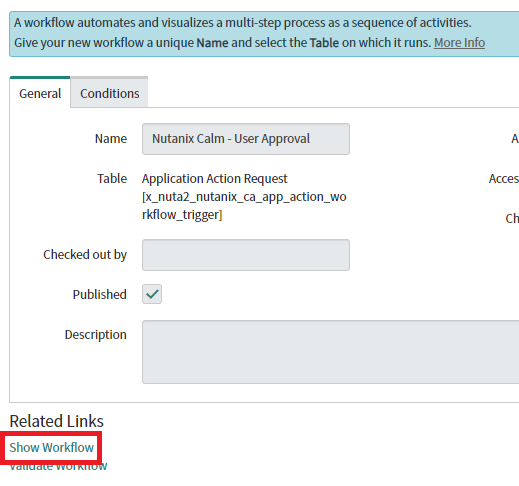 A workflow automates and visualizes a multi-step process as a sequence of activities.
Give your new workflow a unique Name and select the Table on which it runs. More Info
General Conditions
Name Nutanix Calm - User Approval A
Table Application Action Request Acces
[x_nuta2_nutanix_ca_app_action_wo
rkflow_trigger] Ch
Checked out by
Published
Description
Related Links
Show Workflow
Validate Workflow